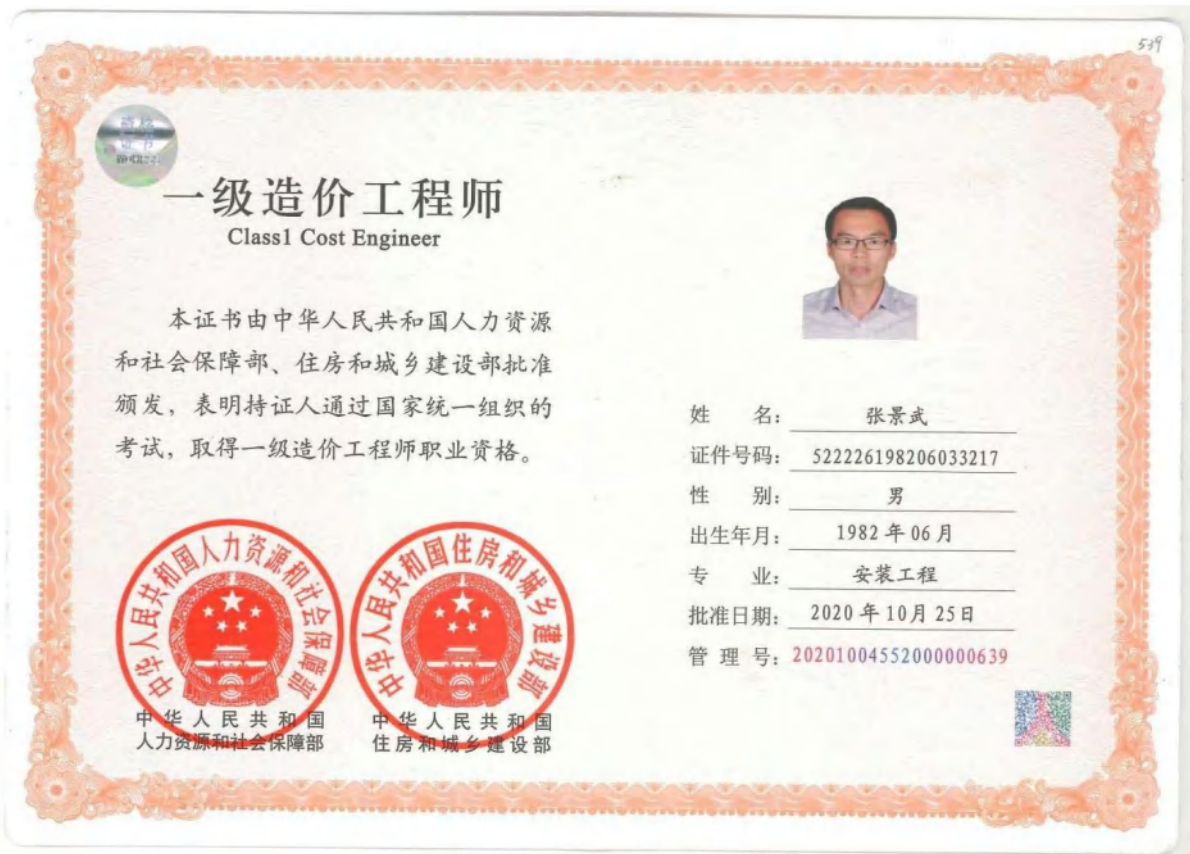 539
一级造价工程师
Class1 Cost Engineer
本证书由中华人民共和国人力资源
和社会保障部、住房和城乡建设部批准
颁发，表明持证人通过国家统一组织的
考试，取得一级造价工程师职业资格。
姓 名： 张景武
证件号码： 522226198206033217
性 别： 男
出生年月： 1982 年 06 月
专 业： 安装工程
批准日期： 2020 年 10 月 25 日
管 理 号： 20201004552000000639
中华人民共和国人力资源和社会保障部
中华人民共和国住房和城乡建设部
中华人民共和国
人力资源和社会保障部
中华人民共和国
住房和城乡建设部